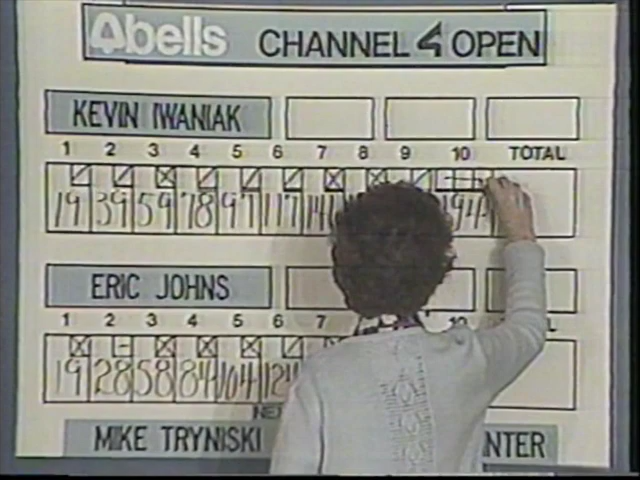 4bells CHANNEL 4 OPEN
KEVIN IWANIAK
1 2 3 4 5 6 7 8 9 10 TOTAL
19 39 59 78 97 117 194
ERIC JOHNS
1 2 3 4 5 6 7 10
19 28 58 84 104
MIKE TRYNISKI